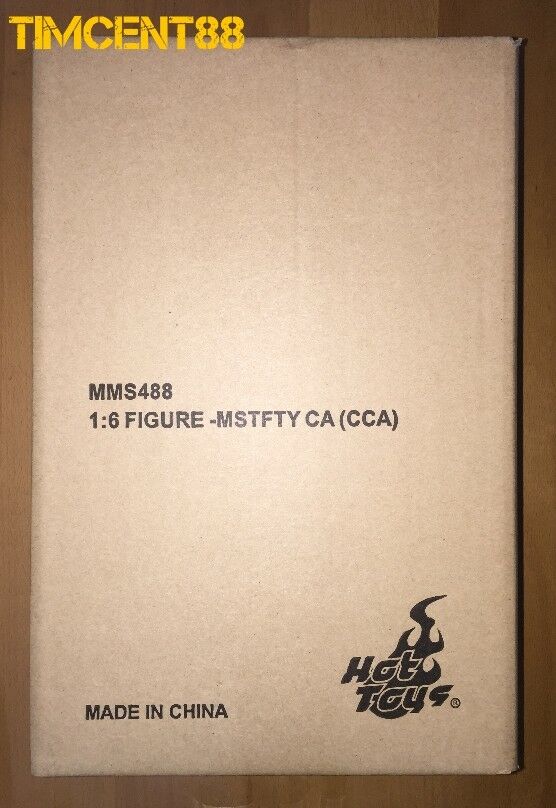 TIMCENT88
MMS488
1:6 FIGURE -MSTFTY CA (CCA)
Hot
Toys®
MADE IN CHINA